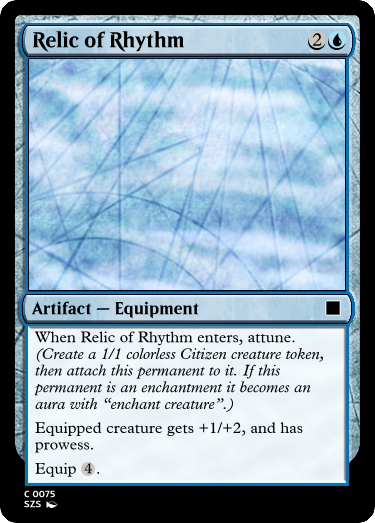 Relic of Rhythm 2
Artifact — Equipment
When Relic of Rhythm enters, attune.
(Create a 1/1 colorless Citizen creature token,
then attach this permanent to it. If this
permanent is an enchantment it becomes an
aura with “enchant creature”.)
Equipped creature gets +1/+2, and has
prowess.
Equip 4.
C 0075
SZS